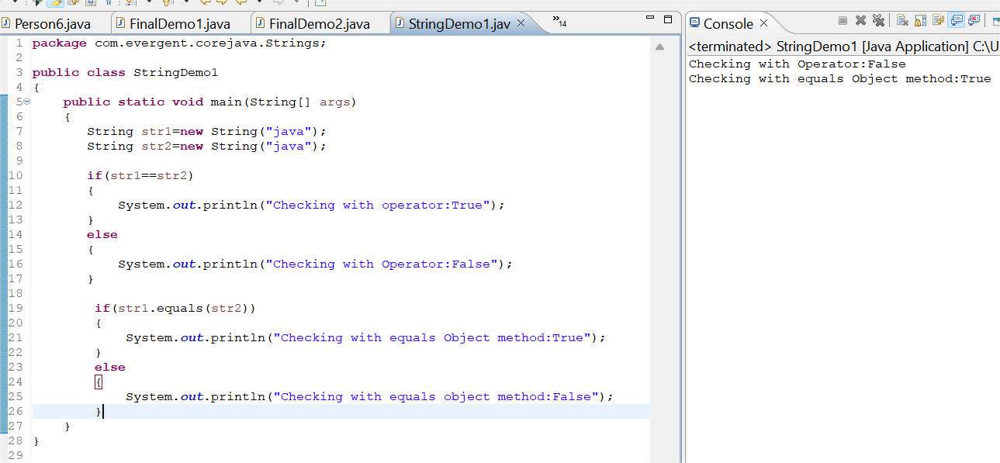 Person6.java FinalDemo1.java FinalDemo2.java StringDemo1.jav »14
1 package com.evergent.corejava.Strings;
2
3 public class StringDemo1
4 {
5 public static void main(String[] args)
6 {
7 String str1=new String("java");
8 String str2=new String("java");
9
10 if(str1==str2)
11 {
12 System.out.println("Checking with operator:True");
13 }
14 else
15 {
16 System.out.println("Checking with Operator:False");
17 }
18
19 if(str1.equals(str2))
20 {
21 System.out.println("Checking with equals Object method:True");
22 }
23 else
24 {
25 System.out.println("Checking with equals object method:False");
26 }
27 }
28 }
29
Console
<terminated> StringDemo1 [Java Application] C:\U
Checking with Operator:False
Checking with equals Object method:True